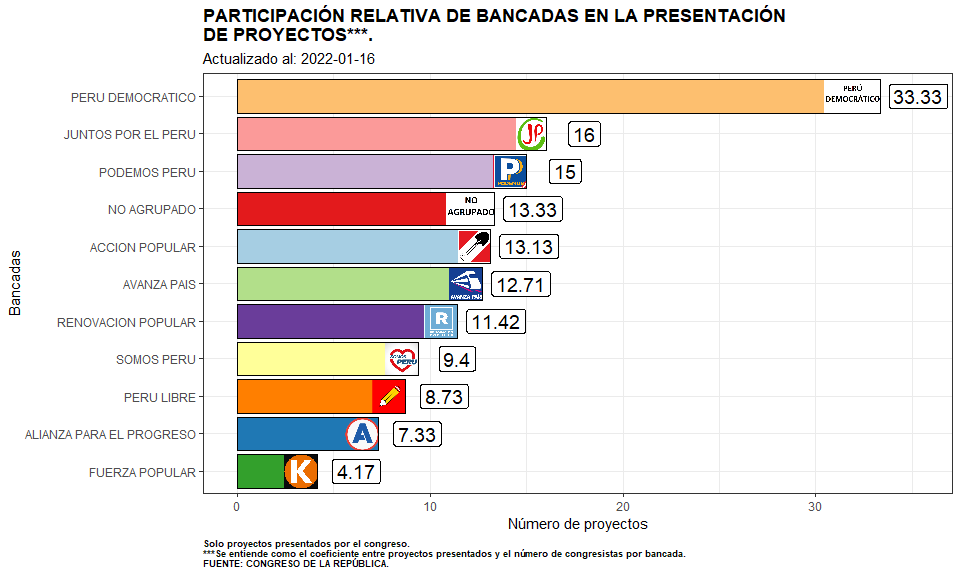 PARTICIPACIÓN RELATIVA DE BANCADAS EN LA PRESENTACIÓN
DE PROYECTOS***.
Actualizado al: 2022-01-16
Bancadas
PERU DEMOCRATICO
PERÚ
DEMOCRÁTICO
33.33
JUNTOS POR EL PERU
JP
16
PODEMOS PERU
P
PODEMOS
15
NO AGRUPADO
NO
AGRUPADO
13.33
ACCION POPULAR
13.13
AVANZA PAIS
AVANZA PAÍS
12.71
RENOVACION POPULAR
R
11.42
SOMOS PERU
SOMOS
PERU
9.4
PERU LIBRE
8.73
ALIANZA PARA EL PROGRESO
A
7.33
FUERZA POPULAR
K
4.17
0 10 20 30
Número de proyectos
Solo proyectos presentados por el congreso.
***Se entiende como el coeficiente entre proyectos presentados y el número de congresistas por bancada.
FUENTE: CONGRESO DE LA REPÚBLICA.